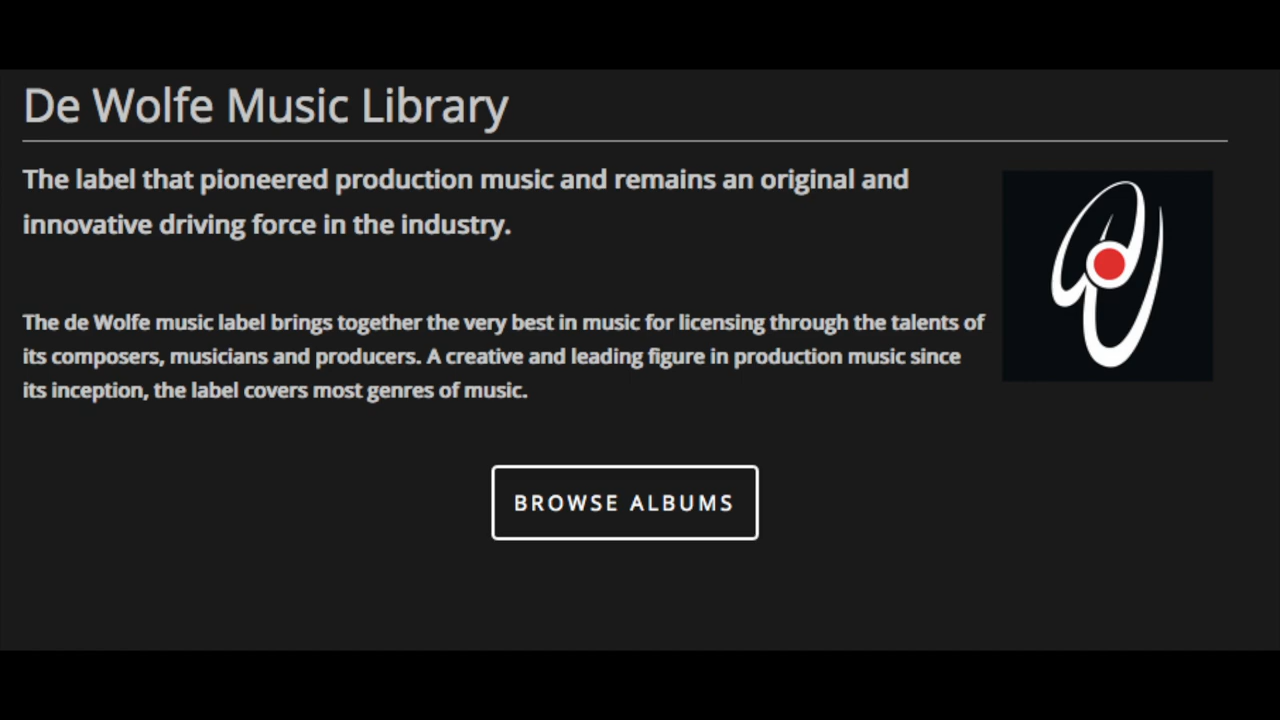 De Wolfe Music Library
The label that pioneered production music and remains an original and
innovative driving force in the industry.
The de Wolfe music label brings together the very best in music for licensing through the talents of
its composers, musicians and producers. A creative and leading figure in production music since
its inception, the label covers most genres of music.
BROWSE ALBUMS